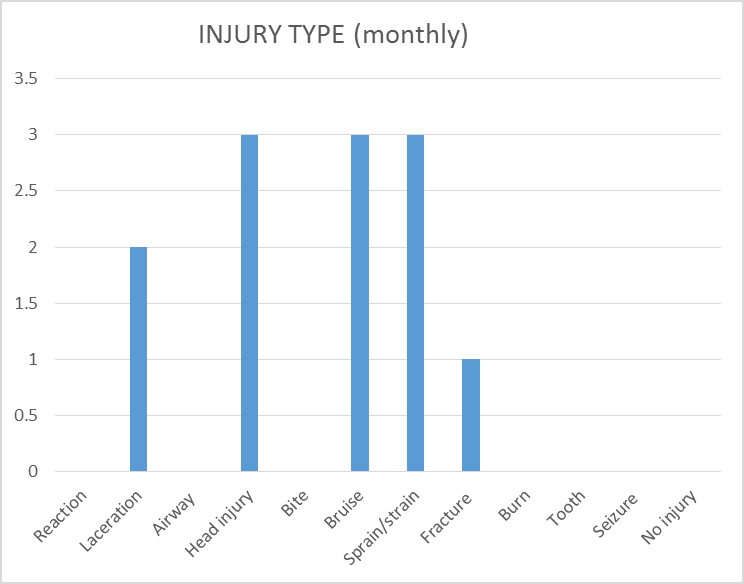 INJURY TYPE (monthly)
3.5
3
2.5
2
1.5
1
0.5
0
Reaction
Laceration
Airway
Head injury
Bite
Bruise
Sprain/strain
Fracture
Burn
Tooth
Seizure
No injury